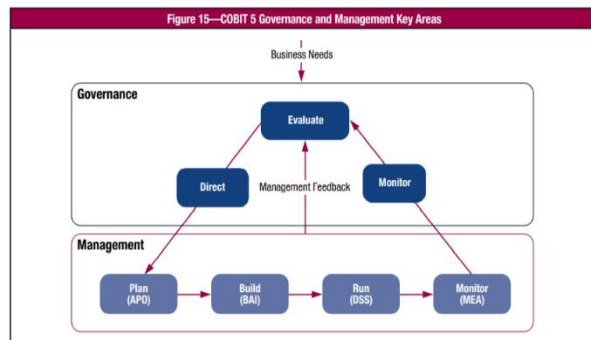 Figure 15—COBIT 5 Governance and Management Key Areas
Business Needs
Governance
Evaluate
Direct
Management Feedback
Monitor
Management
Plan
(APO)
Build
(BAI)
Run
(DSS)
Monitor
(MEA)